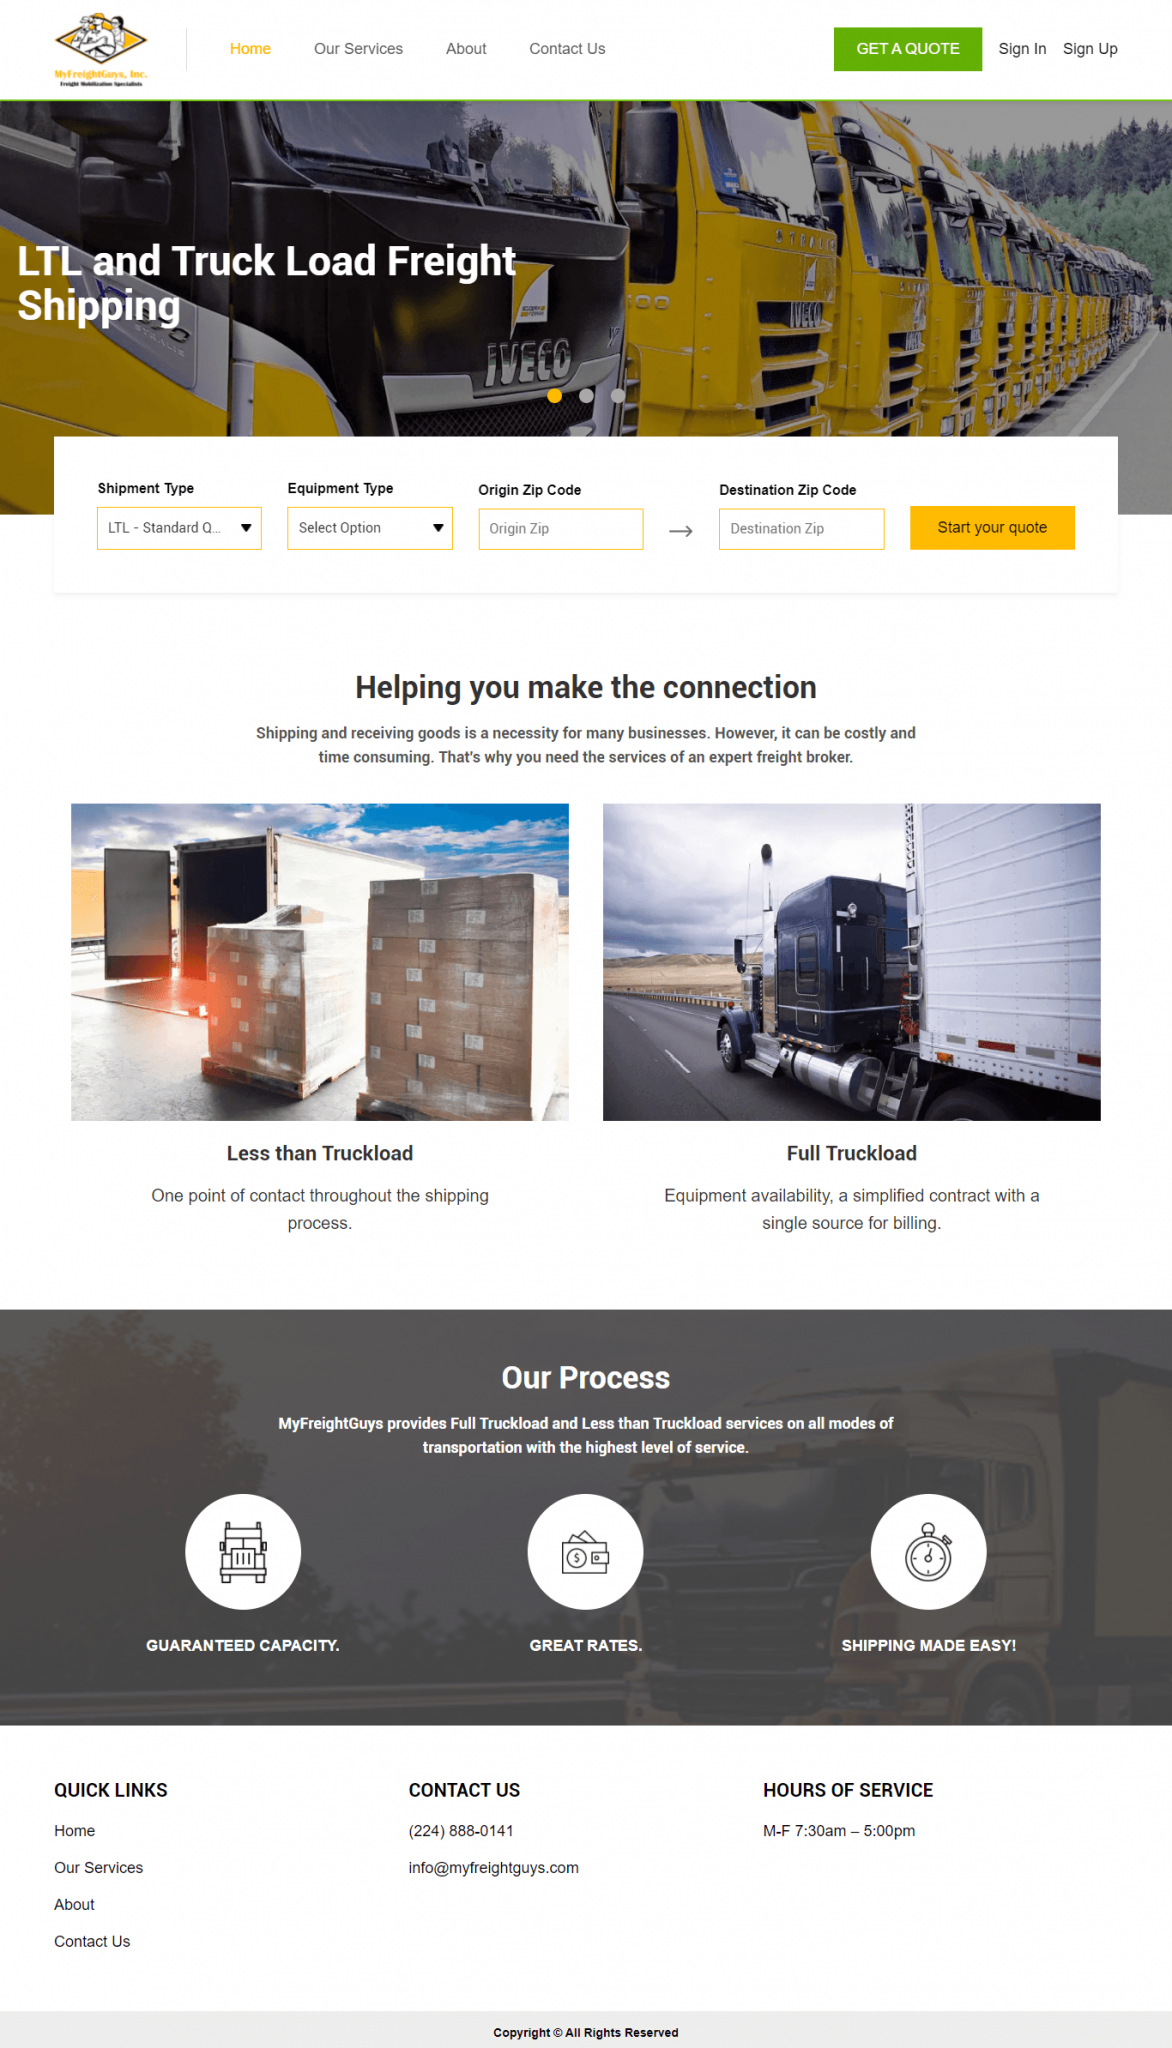 MyFreightGuys, Inc.
Freight Mobilization Specialists
Home
Our Services
About
Contact Us
GET A QUOTE
Sign In
Sign Up
LTL and Truck Load Freight
Shipping
IVECO
STRALIS
IVECO
Shipment Type
Equipment Type
Origin Zip Code
Destination Zip Code
LTL - Standard Q...
Select Option
Origin Zip
Destination Zip
Start your quote
Helping you make the connection
Shipping and receiving goods is a necessity for many businesses. However, it can be costly and
time consuming. That's why you need the services of an expert freight broker.
Less than Truckload
One point of contact throughout the shipping
process.
Full Truckload
Equipment availability, a simplified contract with a
single source for billing.
Our Process
MyFreightGuys provides Full Truckload and Less than Truckload services on all modes of
transportation with the highest level of service.
GUARANTEED CAPACITY.
GREAT RATES.
SHIPPING MADE EASY!
QUICK LINKS
Home
Our Services
About
Contact Us
CONTACT US
(224) 888-0141
info@myfreightguys.com
HOURS OF SERVICE
M-F 7:30am – 5:00pm
Copyright © All Rights Reserved